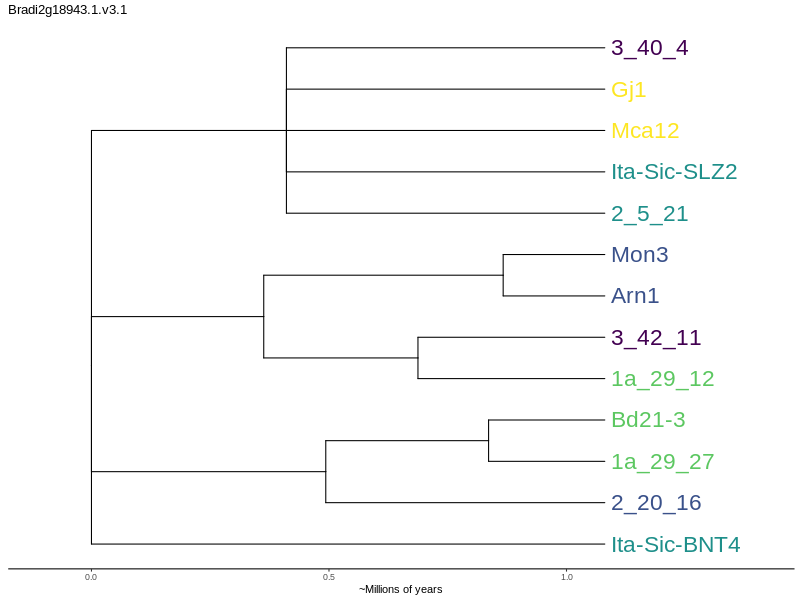 Bradi2g18943.1.v3.1
3_40_4
Gj1
Mca12
Ita-Sic-SLZ2
2_5_21
Mon3
Arn1
3_42_11
1a_29_12
Bd21-3
1a_29_27
2_20_16
Ita-Sic-BNT4
0.0 0.5 1.0
~Millions of years